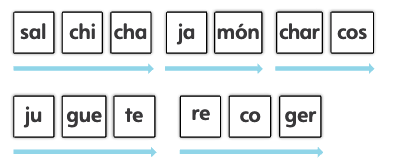 sal chi cha ja món char cos
ju gue te re co ger